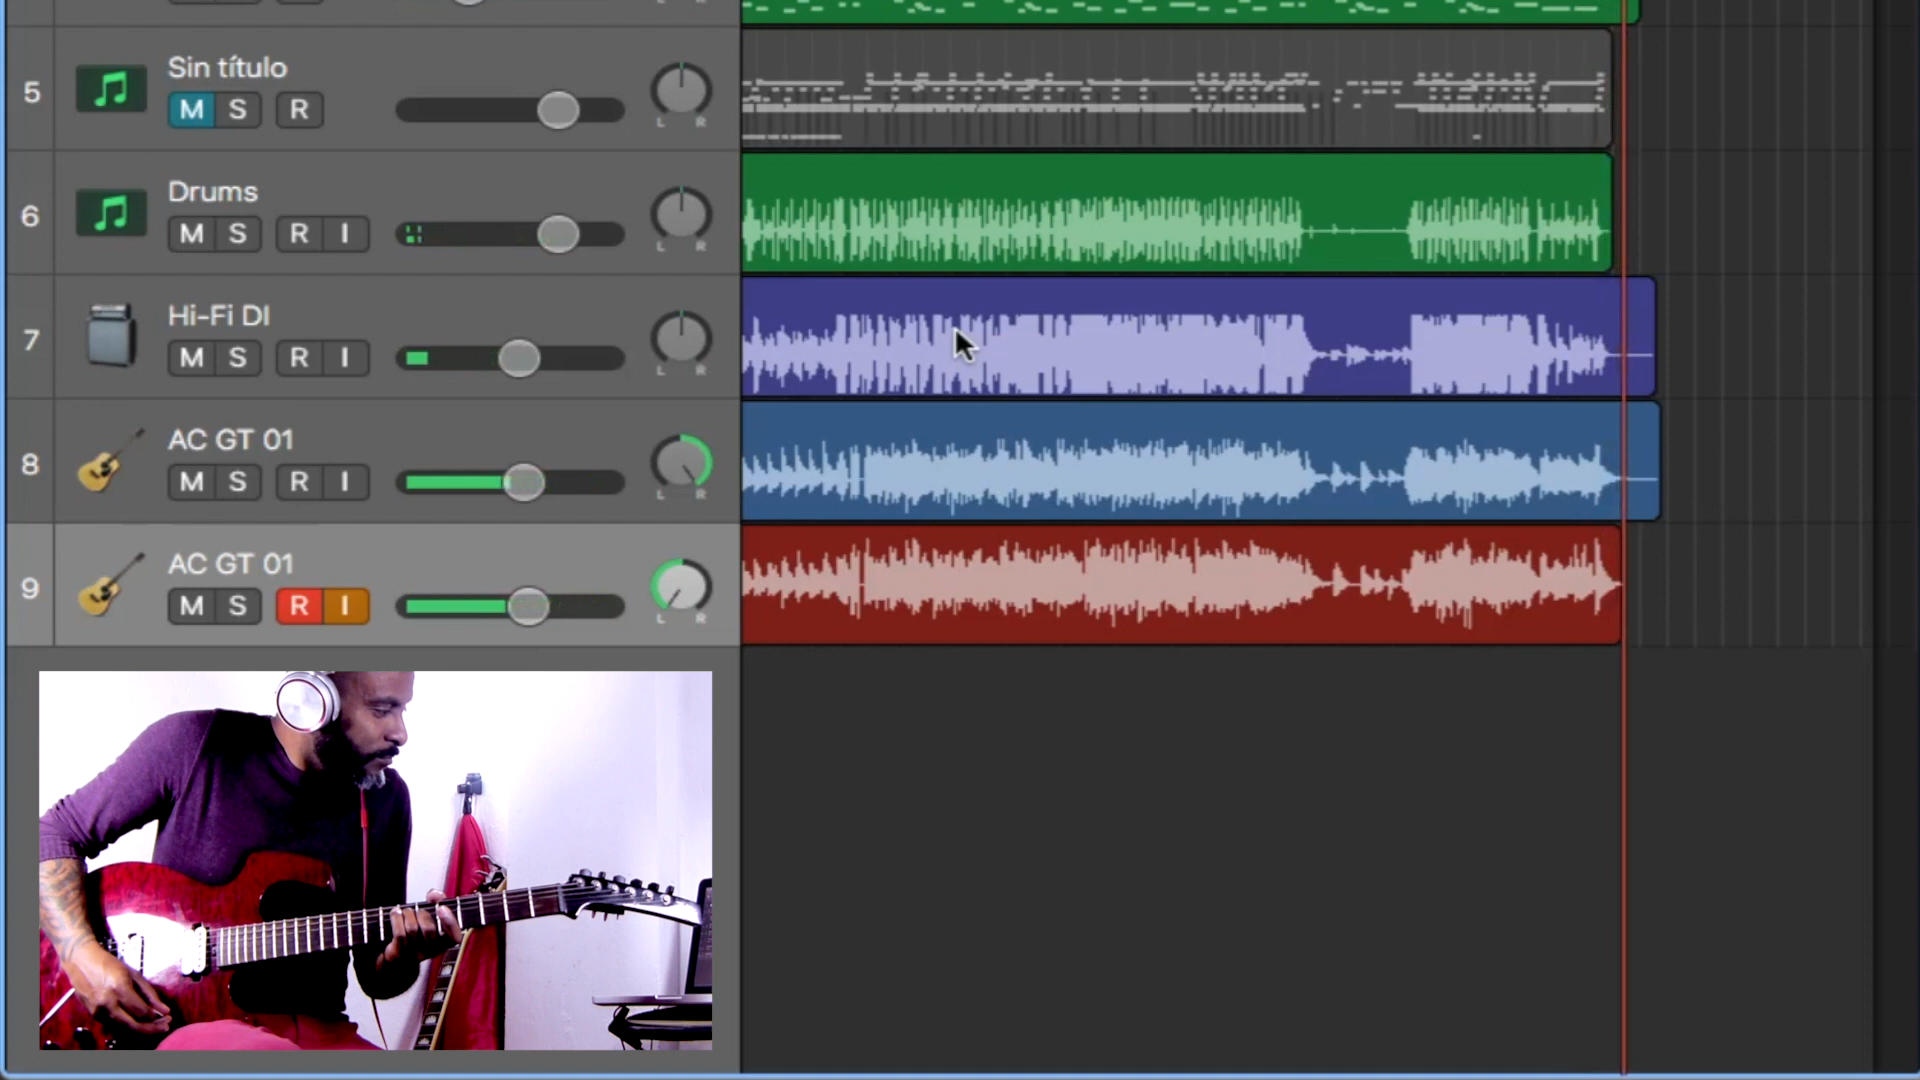 L R
5 Sin título
M S R
L R
6 Drums
M S R I
L R
7 Hi-Fi DI
M S R I
L R
8 AC GT 01
M S R I
L R
9 AC GT 01
M S R I
L R